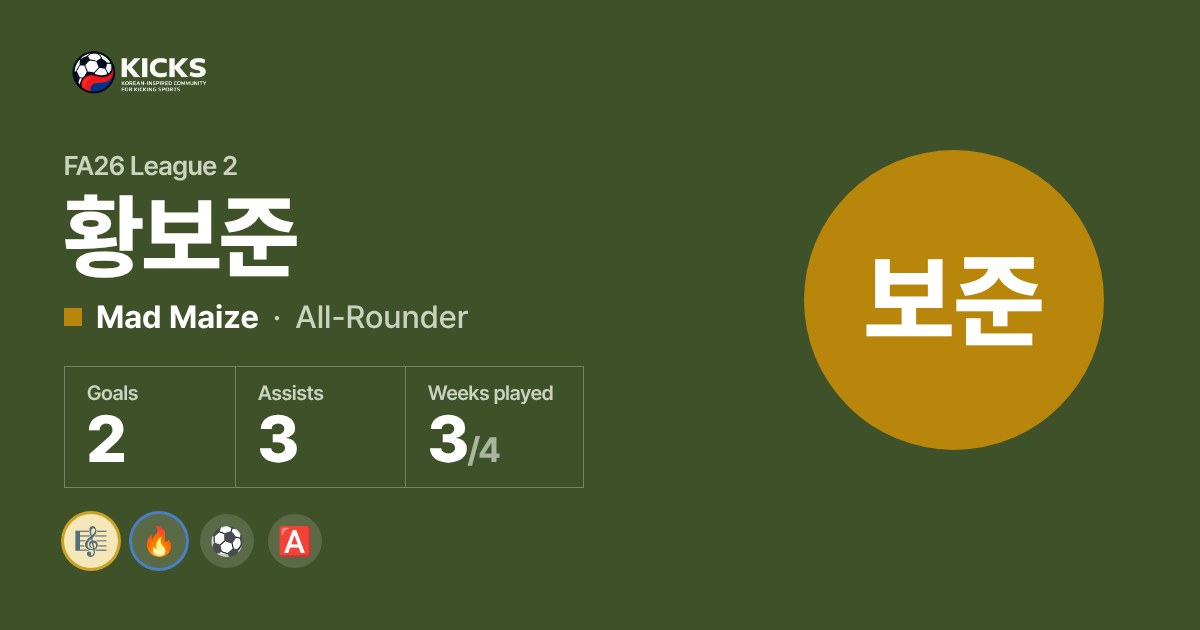 KICKS
KOREAN-INSPIRED COMMUNITY
FOR KICKING SPORTS
FA26 League 2
황보준
Mad Maize · All-Rounder
보준
Goals
Assists
Weeks played
2
3
3/4
A